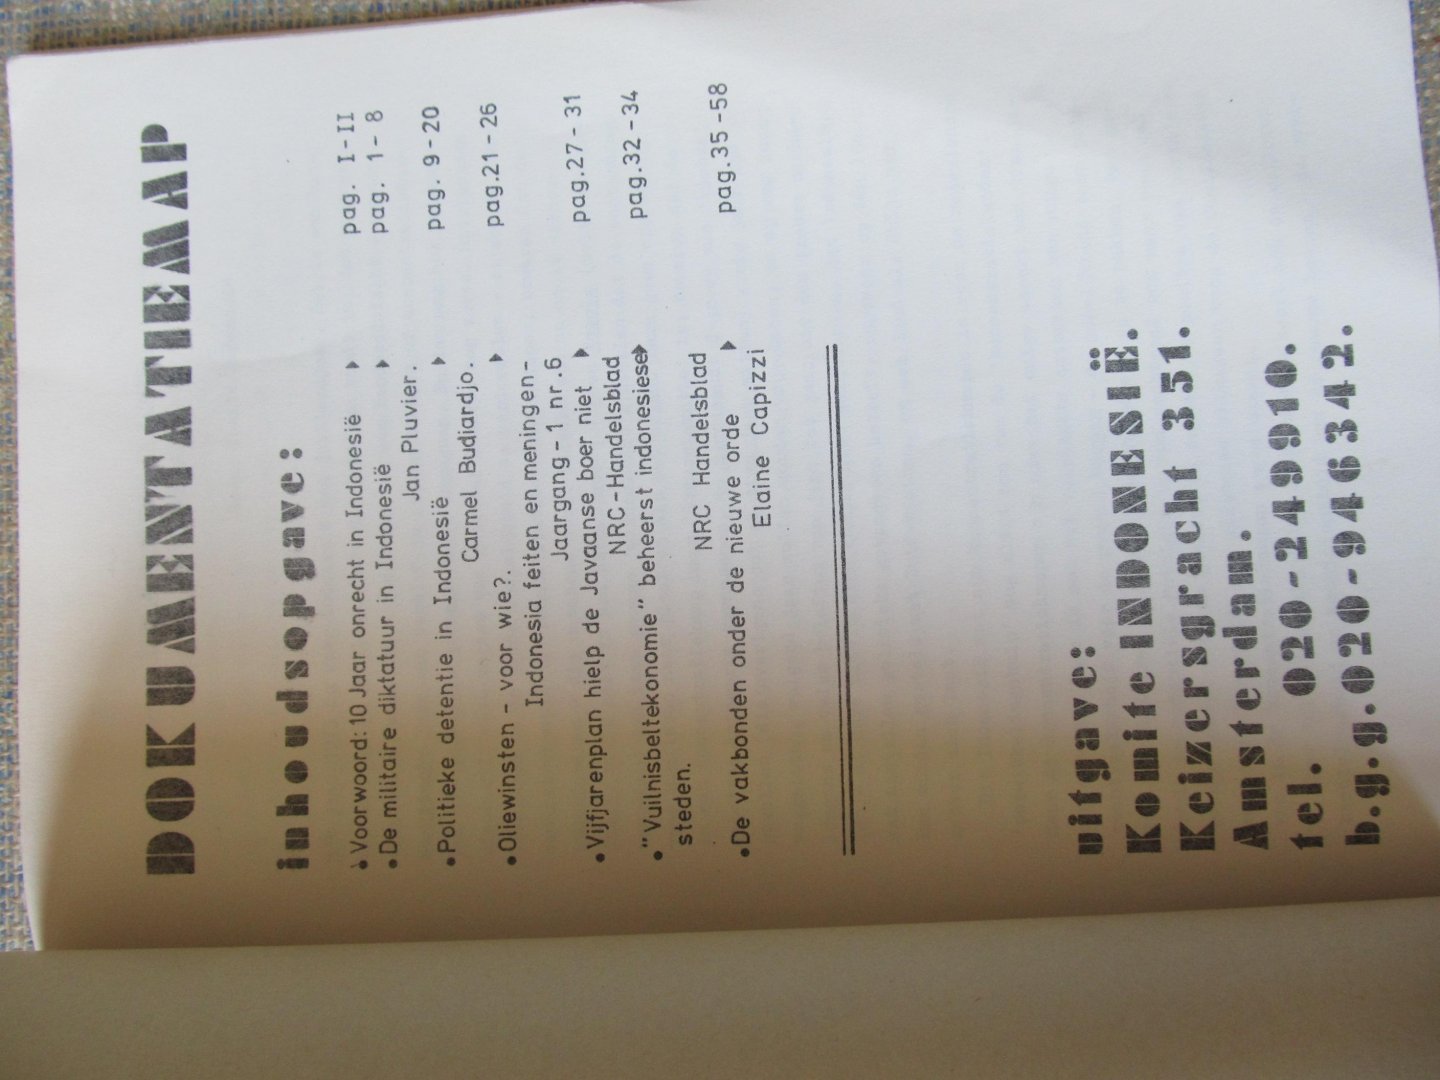 DOKUMENTATIEMAP
inhoudsopgave:
Voorwoord: 10 Jaar onrecht in Indonesië ▸ pag. I-II
•De militaire diktatuur in Indonesië ▸ pag. 1-8
Jan Pluvier.
•Politieke detentie in Indonesië ▸ pag. 9-20
Carmel Budiardjo.
•Oliewinsten - voor wie?. ▸ pag.21-26
Indonesia feiten en meningen-
Jaargang-1 nr.6
•Vijfjarenplan hielp de Javaanse boer niet ▸ pag.27-31
NRC-Handelsblad
•"Vuilnisbeltekonomie" beheerst indonesiese▸ pag.32-34
steden.
NRC Handelsblad
•De vakbonden onder de nieuwe orde ▸ pag.35-58
Elaine Capizzi
uitgave:
Komite INDONESIË.
Keizersgracht 351.
Amsterdam.
tel. 020-249910.
b.g.g.020-946342.